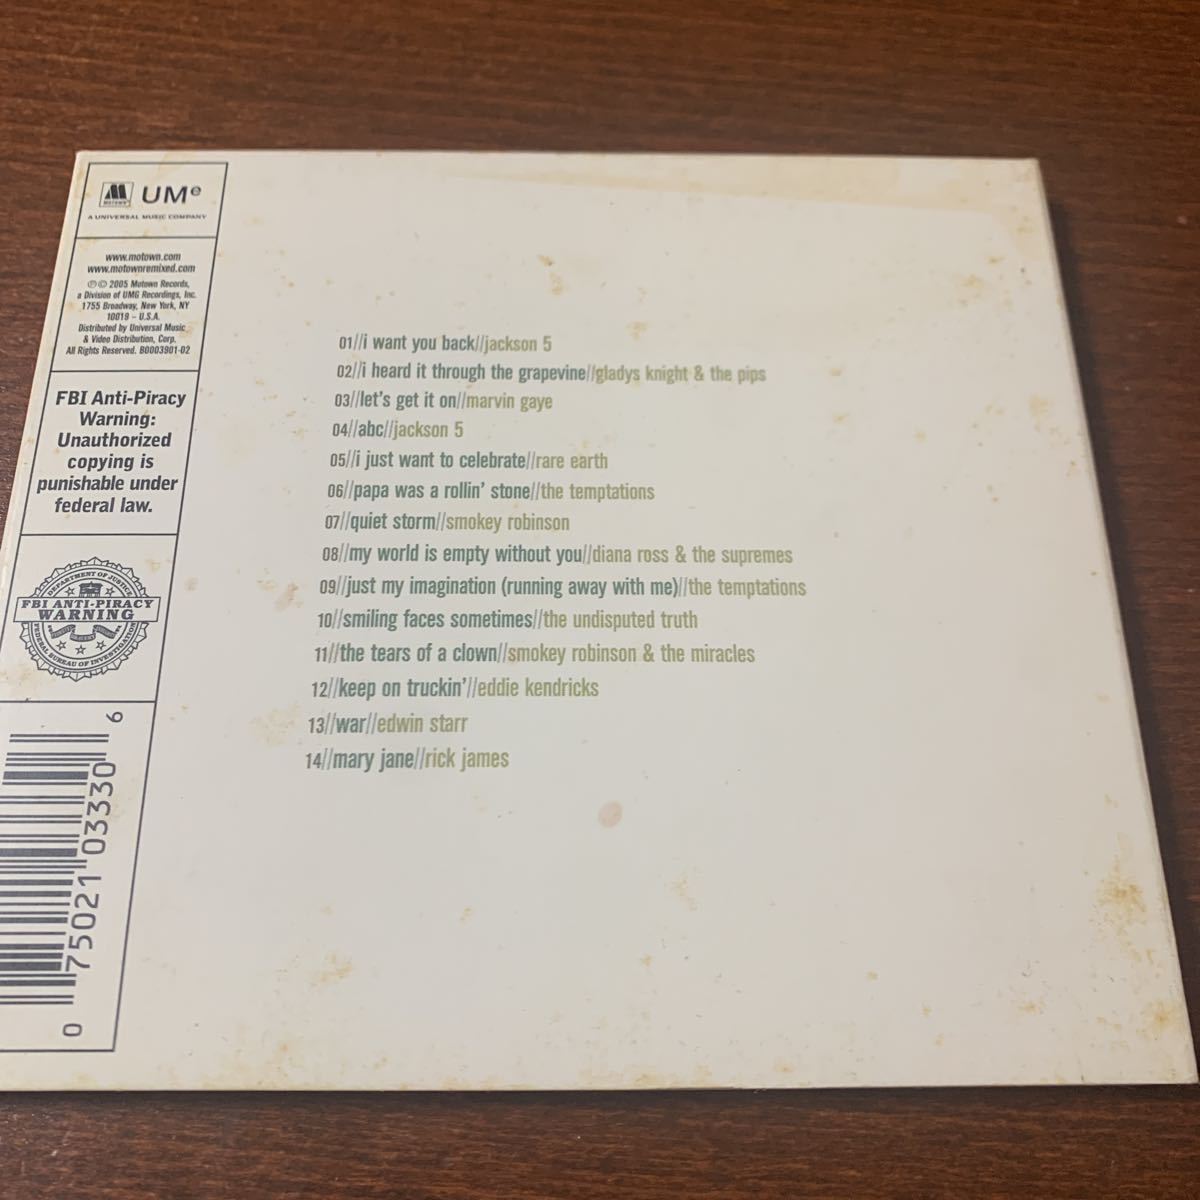 MOTOWN
UMe
A UNIVERSAL MUSIC COMPANY
www.motown.com
www.motownremixed.com
℗© 2005 Motown Records,
a Division of UMG Recordings, Inc.
1755 Broadway, New York, NY
10019 - U.S.A.
Distributed by Universal Music
& Video Distribution, Corp.
All Rights Reserved. B0003901-02
FBI Anti-Piracy
Warning:
Unauthorized
copying is
punishable under
federal law.
DEPARTMENT OF JUSTICE
FBI ANTI-PIRACY
WARNING
FEDERAL BUREAU OF INVESTIGATION
0 75021 03330 6
01//i want you back//jackson 5
02//i heard it through the grapevine//gladys knight & the pips
03//let's get it on//marvin gaye
04//abc//jackson 5
05//i just want to celebrate//rare earth
06//papa was a rollin' stone//the temptations
07//quiet storm//smokey robinson
08//my world is empty without you//diana ross & the supremes
09//just my imagination (running away with me)//the temptations
10//smiling faces sometimes//the undisputed truth
11//the tears of a clown//smokey robinson & the miracles
12//keep on truckin'//eddie kendricks
13//war//edwin starr
14//mary jane//rick james